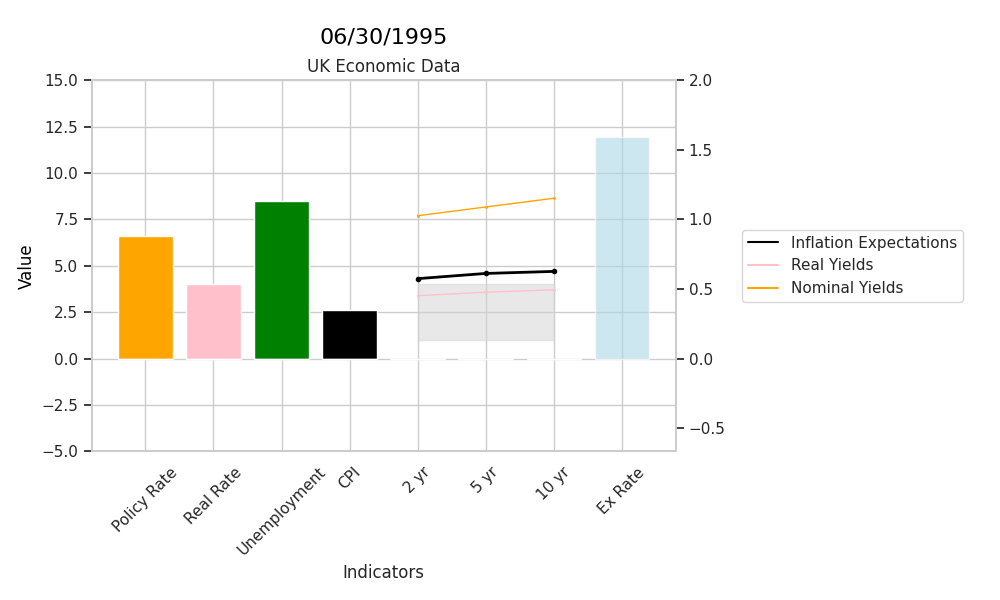 06/30/1995
UK Economic Data
15.0
12.5
10.0
7.5
5.0
2.5
0.0
−2.5
−5.0
Value
2.0
1.5
1.0
0.5
0.0
−0.5
Inflation Expectations
Real Yields
Nominal Yields
Policy Rate
Real Rate
Unemployment
CPI
2 yr
5 yr
10 yr
Ex Rate
Indicators